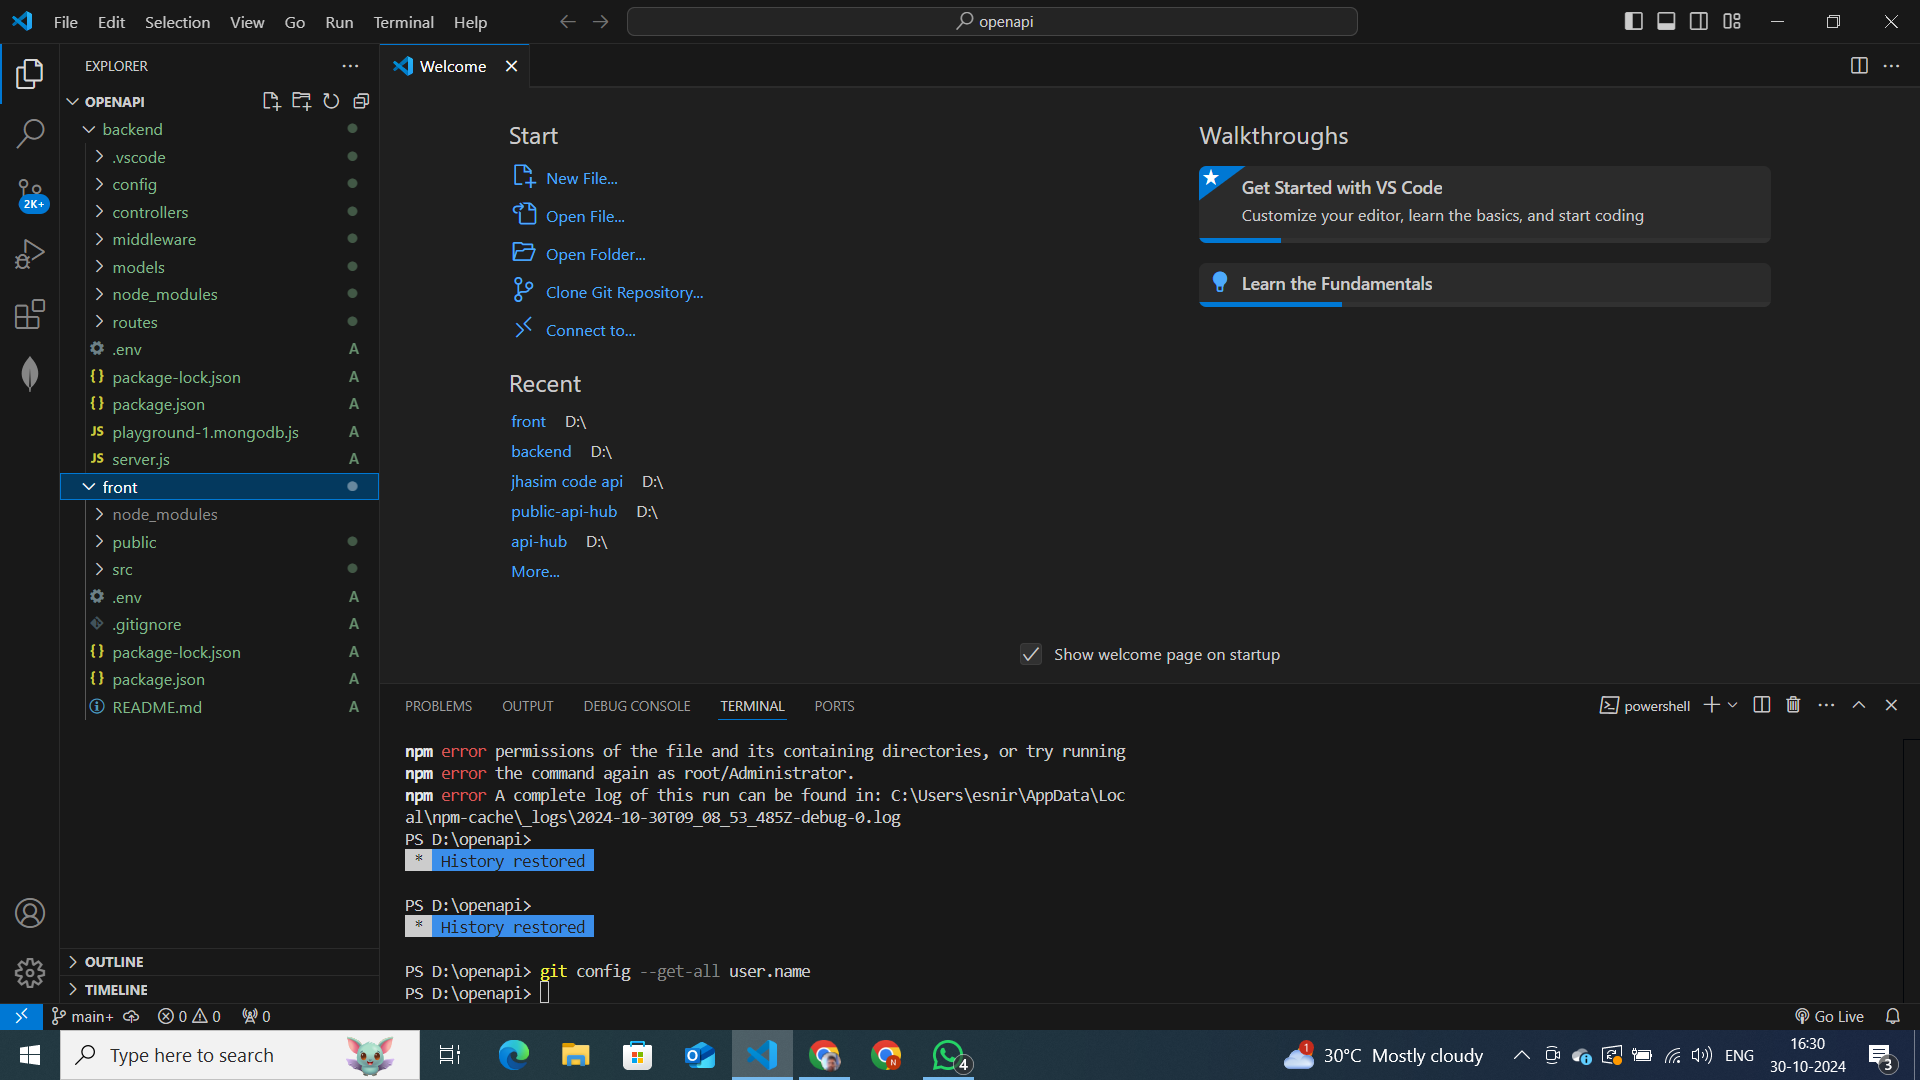 File Edit Selection View Go Run Terminal Help
openapi
EXPLORER
OPENAPI
backend
.vscode
config
controllers
middleware
models
node_modules
routes
.env A
package-lock.json A
package.json A
playground-1.mongodb.js A
server.js A
front
node_modules
public
src
.env A
.gitignore A
package-lock.json A
package.json A
README.md A
OUTLINE
TIMELINE
2K+
Welcome
Start
New File...
Open File...
Open Folder...
Clone Git Repository...
Connect to...
Recent
front D:\
backend D:\
jhasim code api D:\
public-api-hub D:\
api-hub D:\
More...
Walkthroughs
Get Started with VS Code
Customize your editor, learn the basics, and start coding
Learn the Fundamentals
Show welcome page on startup
PROBLEMS OUTPUT DEBUG CONSOLE TERMINAL PORTS
powershell
npm error permissions of the file and its containing directories, or try running
npm error the command again as root/Administrator.
npm error A complete log of this run can be found in: C:\Users\esnir\AppData\Loc
al\npm-cache\_logs\2024-10-30T09_08_53_485Z-debug-0.log
PS D:\openapi>
* History restored
PS D:\openapi>
* History restored
PS D:\openapi> git config --get-all user.name
PS D:\openapi>
main+ 0 0 0
Go Live
Type here to search
4
1
30°C Mostly cloudy
ENG
16:30
30-10-2024
3